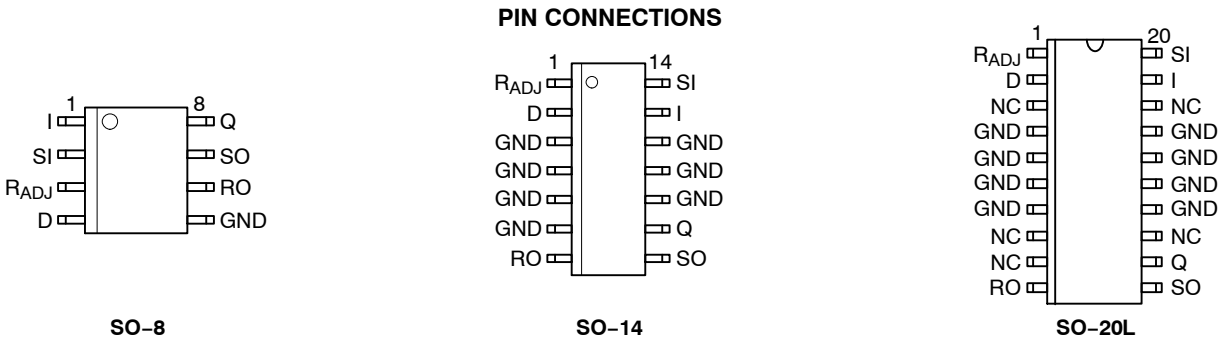 PIN CONNECTIONS
1 8
I Q
SI SO
RADJ RO
D GND
SO−8
1 14
RADJ SI
D I
GND GND
GND GND
GND GND
GND Q
RO SO
SO−14
1 20
RADJ SI
D I
NC NC
GND GND
GND GND
GND GND
GND GND
NC NC
NC Q
RO SO
SO−20L